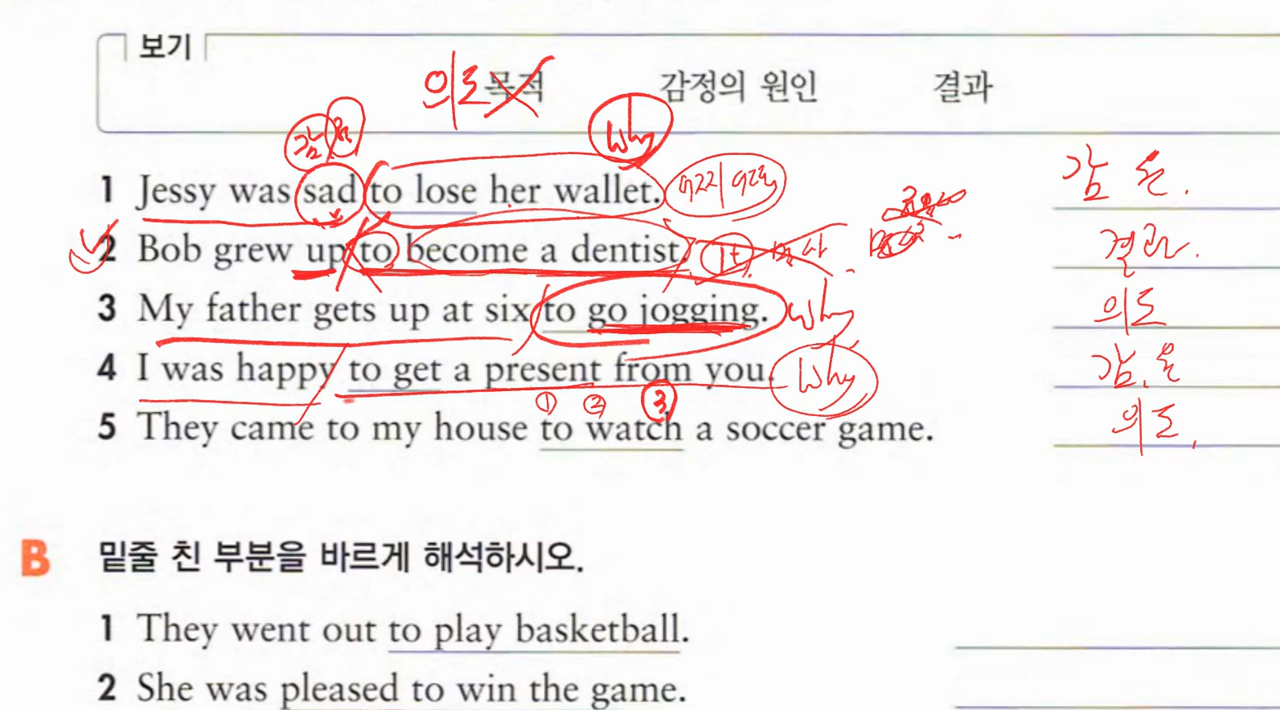 보기
의도 목적 감정의 원인 결과
감 원 Why
1 Jessy was sad to lose her wallet. 감 원.
2 Bob grew up to become a dentist. 결과.
3 My father gets up at six to go jogging. Why 의도
4 I was happy to get a present from you. Why 감.원
① ② ③
5 They came to my house to watch a soccer game. 의도.
B 밑줄 친 부분을 바르게 해석하시오.
1 They went out to play basketball.
2 She was pleased to win the game.